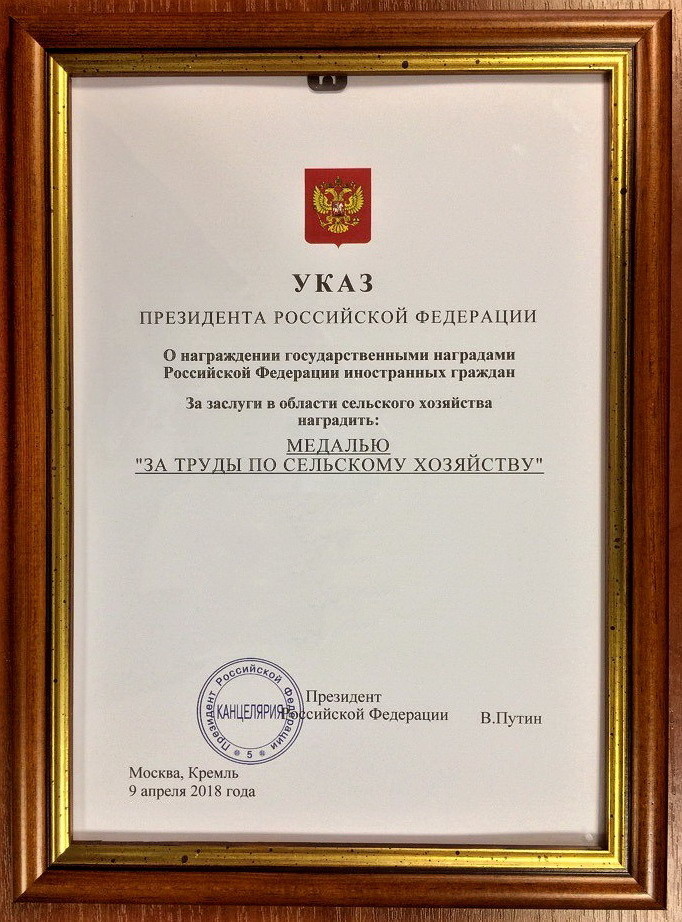 УКАЗ
ПРЕЗИДЕНТА РОССИЙСКОЙ ФЕДЕРАЦИИ
О награждении государственными наградами
Российской Федерации иностранных граждан
За заслуги в области сельского хозяйства
наградить:
МЕДАЛЬЮ
"ЗА ТРУДЫ ПО СЕЛЬСКОМУ ХОЗЯЙСТВУ"
Президент Российской Федерации
КАНЦЕЛЯРИЯ
* 5 *
Президент
Российской Федерации
В.Путин
Москва, Кремль
9 апреля 2018 года